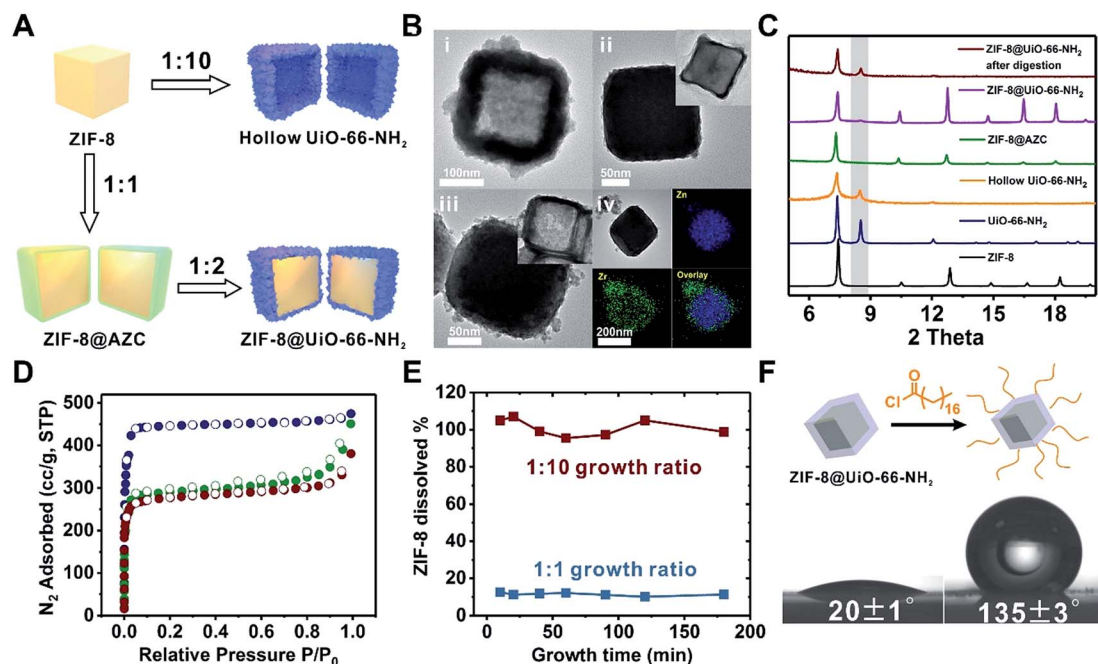 A
ZIF-8
1:10
Hollow UiO-66-NH₂
1:1
ZIF-8@AZC
1:2
ZIF-8@UiO-66-NH₂
B
i
100nm
ii
50nm
iii
50nm
iv
Zn
Zr
Overlay
200nm
C
ZIF-8@UiO-66-NH₂
after digestion
ZIF-8@UiO-66-NH₂
ZIF-8@AZC
Hollow UiO-66-NH₂
UiO-66-NH₂
ZIF-8
6 9 12 15 18
2 Theta
D
N₂ Adsorbed (cc/g, STP)
500
400
300
200
100
0
0.0 0.2 0.4 0.6 0.8 1.0
Relative Pressure P/P₀
E
ZIF-8 dissolved %
120
100
80
60
40
20
0
1:10 growth ratio
1:1 growth ratio
0 40 80 120 160 200
Growth time (min)
F
O
Cl
16
ZIF-8@UiO-66-NH₂
20±1°
135±3°